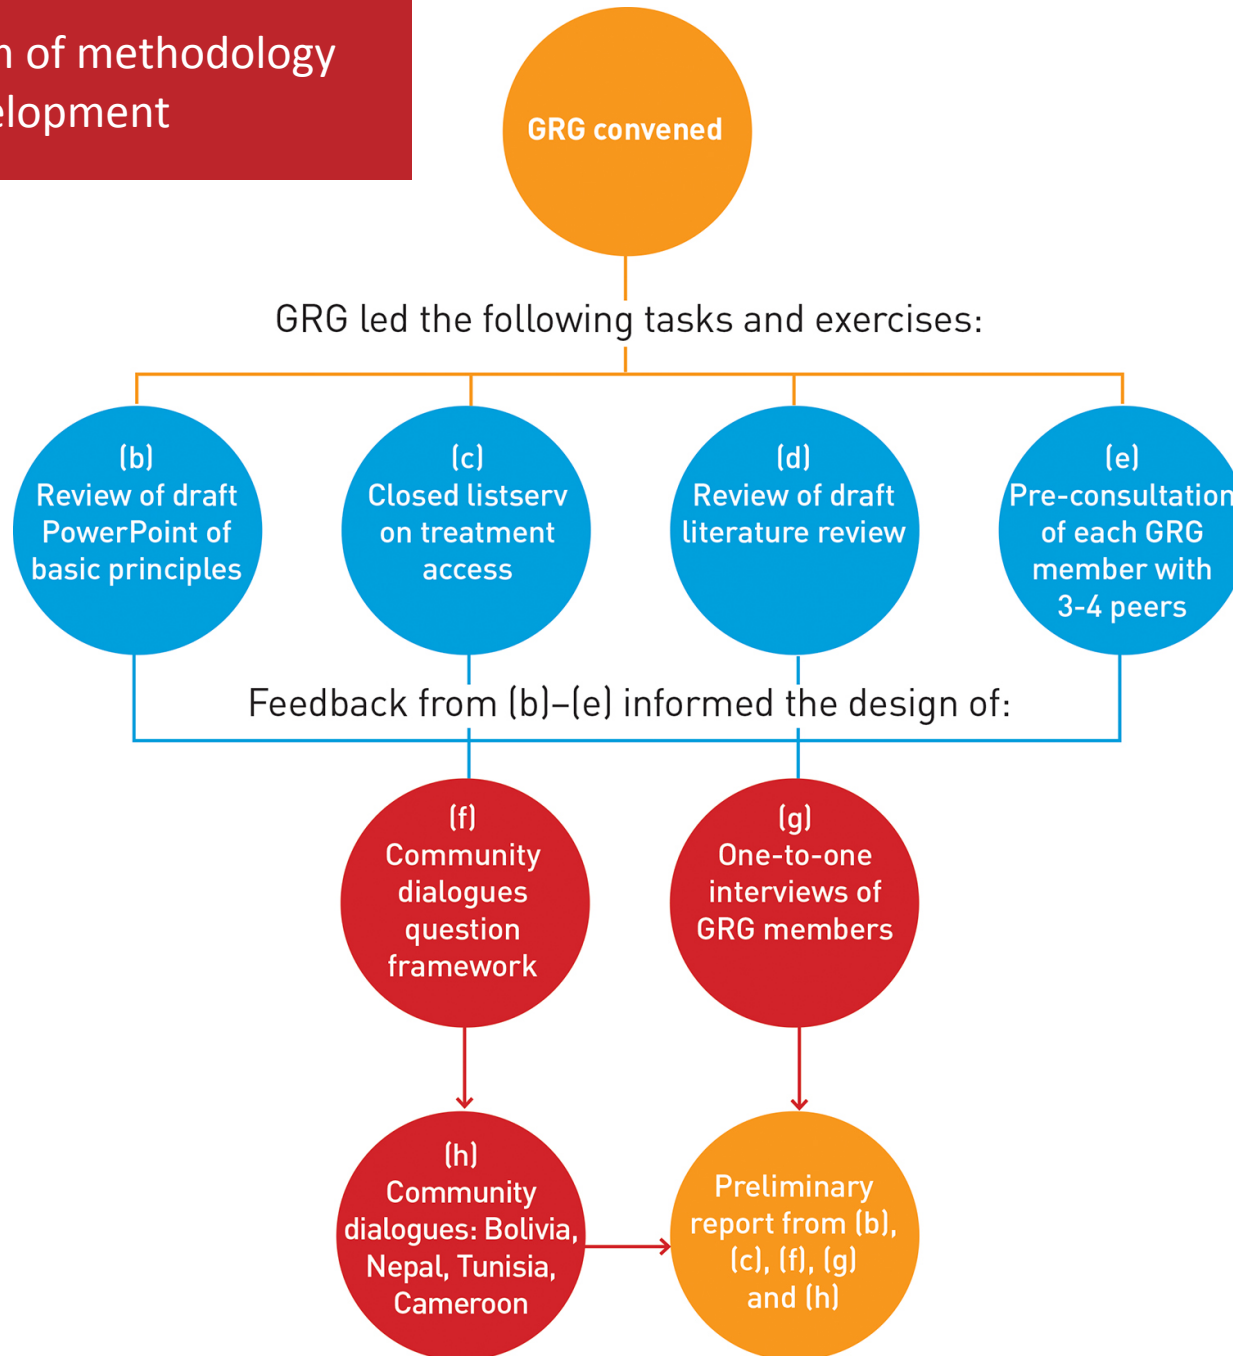 of methodology
GRG convened
GRG led the following tasks and exercises:
(b)
Review of draft
PowerPoint of
basic principles
(c)
Closed listserv
on treatment
access
(d)
Review of draft
literature review
(e)
Pre-consultation
of each GRG
member with
3-4 peers
Feedback from (b)–(e) informed the design of:
(f)
Community
dialogues
question
framework
(g)
One-to-one
interviews of
GRG members
(h)
Community
dialogues: Bolivia,
Nepal, Tunisia,
Cameroon
Preliminary
report from (b),
(c), (f), (g)
and (h)